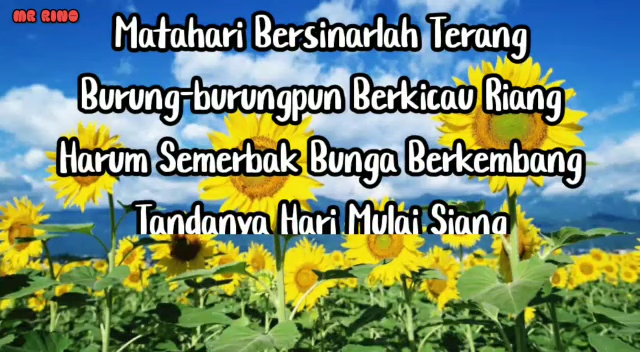 MR RINO
Matahari Bersinarlah Terang
Burung-burungpun Berkicau Riang
Harum Semerbak Bunga Berkembang
Tandanya Hari Mulai Siang